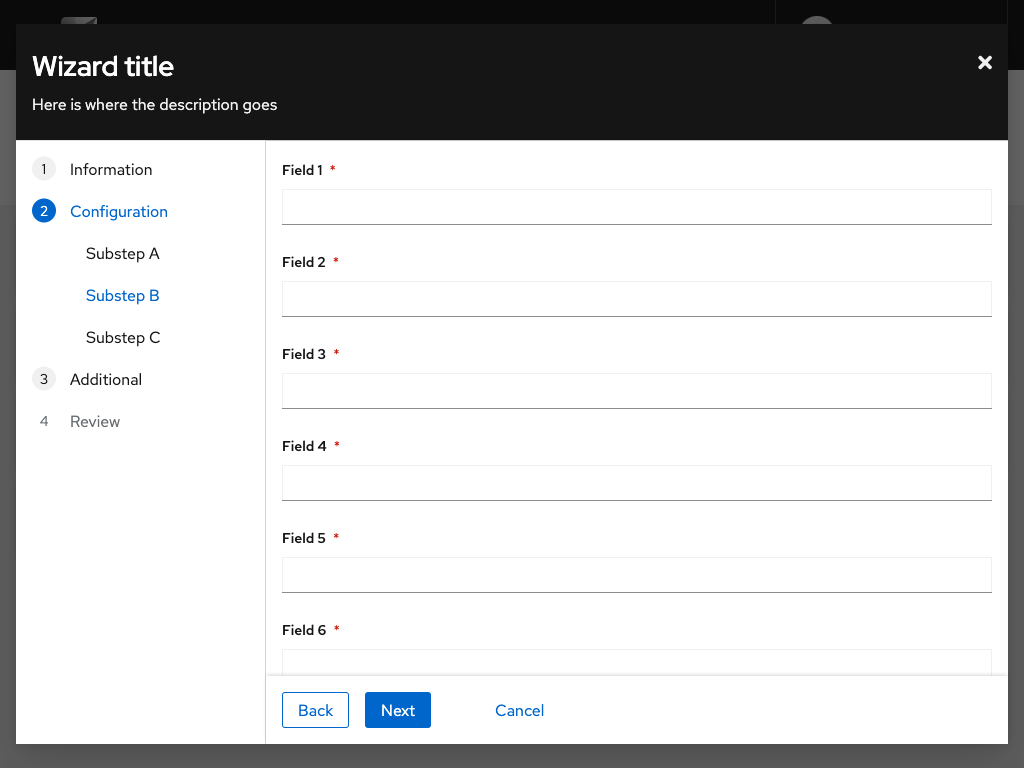 Wizard title
Here is where the description goes
1 Information
2 Configuration
Substep A
Substep B
Substep C
3 Additional
4 Review
Field 1 *
Field 2 *
Field 3 *
Field 4 *
Field 5 *
Field 6 *
Back Next Cancel